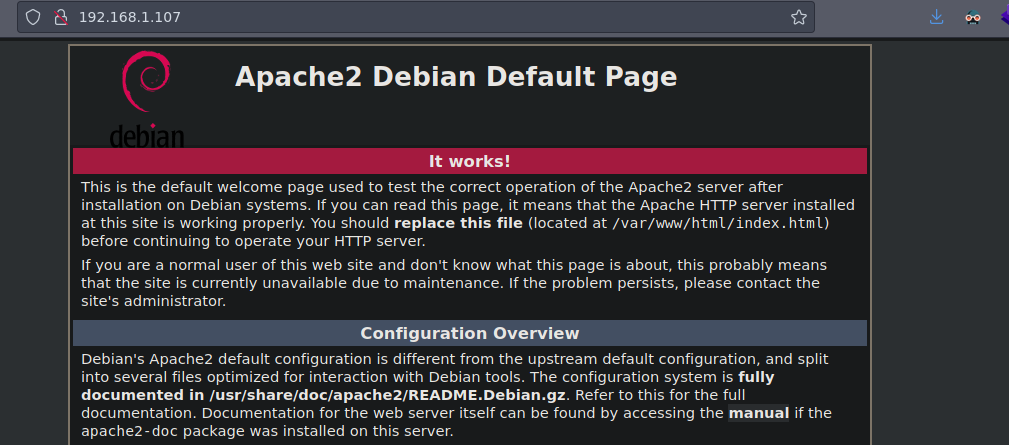 192.168.1.107
debian
Apache2 Debian Default Page
It works!
This is the default welcome page used to test the correct operation of the Apache2 server after
installation on Debian systems. If you can read this page, it means that the Apache HTTP server installed
at this site is working properly. You should replace this file (located at /var/www/html/index.html)
before continuing to operate your HTTP server.
If you are a normal user of this web site and don't know what this page is about, this probably means
that the site is currently unavailable due to maintenance. If the problem persists, please contact the
site's administrator.
Configuration Overview
Debian's Apache2 default configuration is different from the upstream default configuration, and split
into several files optimized for interaction with Debian tools. The configuration system is fully
documented in /usr/share/doc/apache2/README.Debian.gz. Refer to this for the full
documentation. Documentation for the web server itself can be found by accessing the manual if the
apache2-doc package was installed on this server.